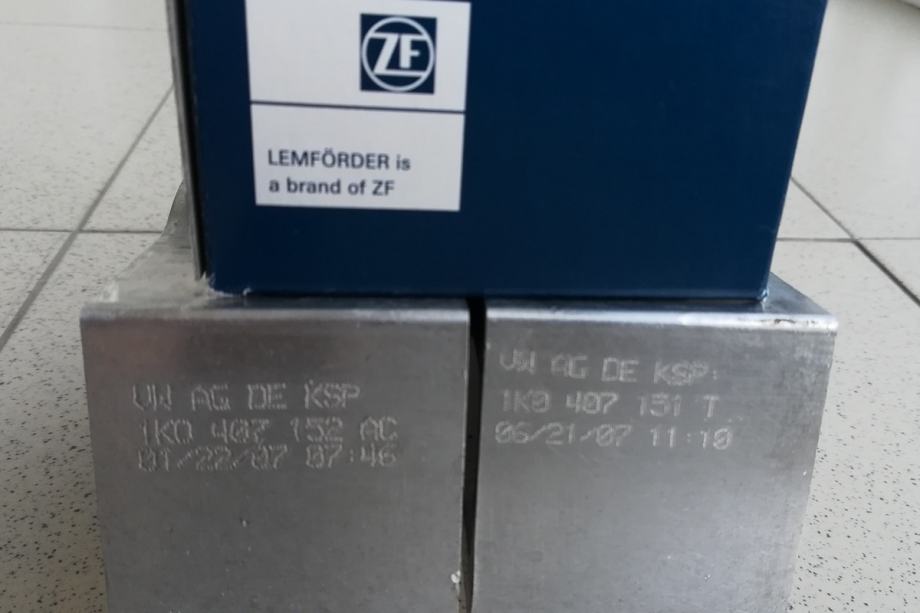 ZF
LEMFÖRDER is
a brand of ZF
VW AG DE KSP
1K0 407 152 AC
01/22/07 07:46
VW AG DE KSP:
1K0 407 151 T
06/21/07 11:10